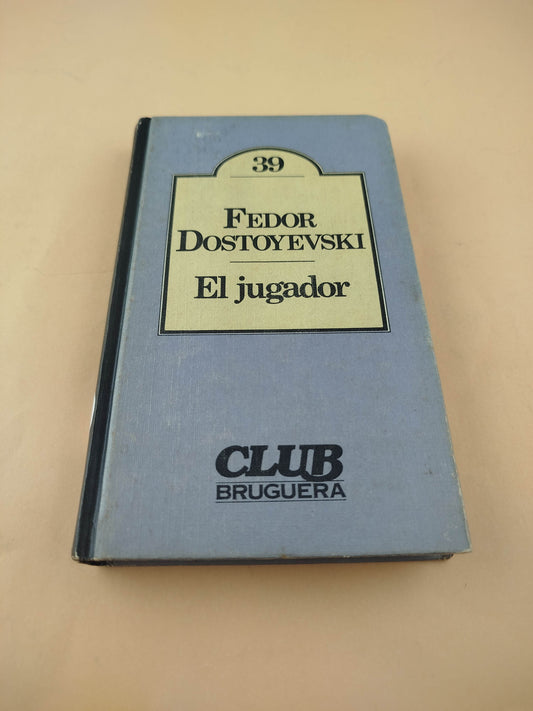 39
FEDOR
DOSTOYEVSKI
El jugador
CLUB
BRUGUERA